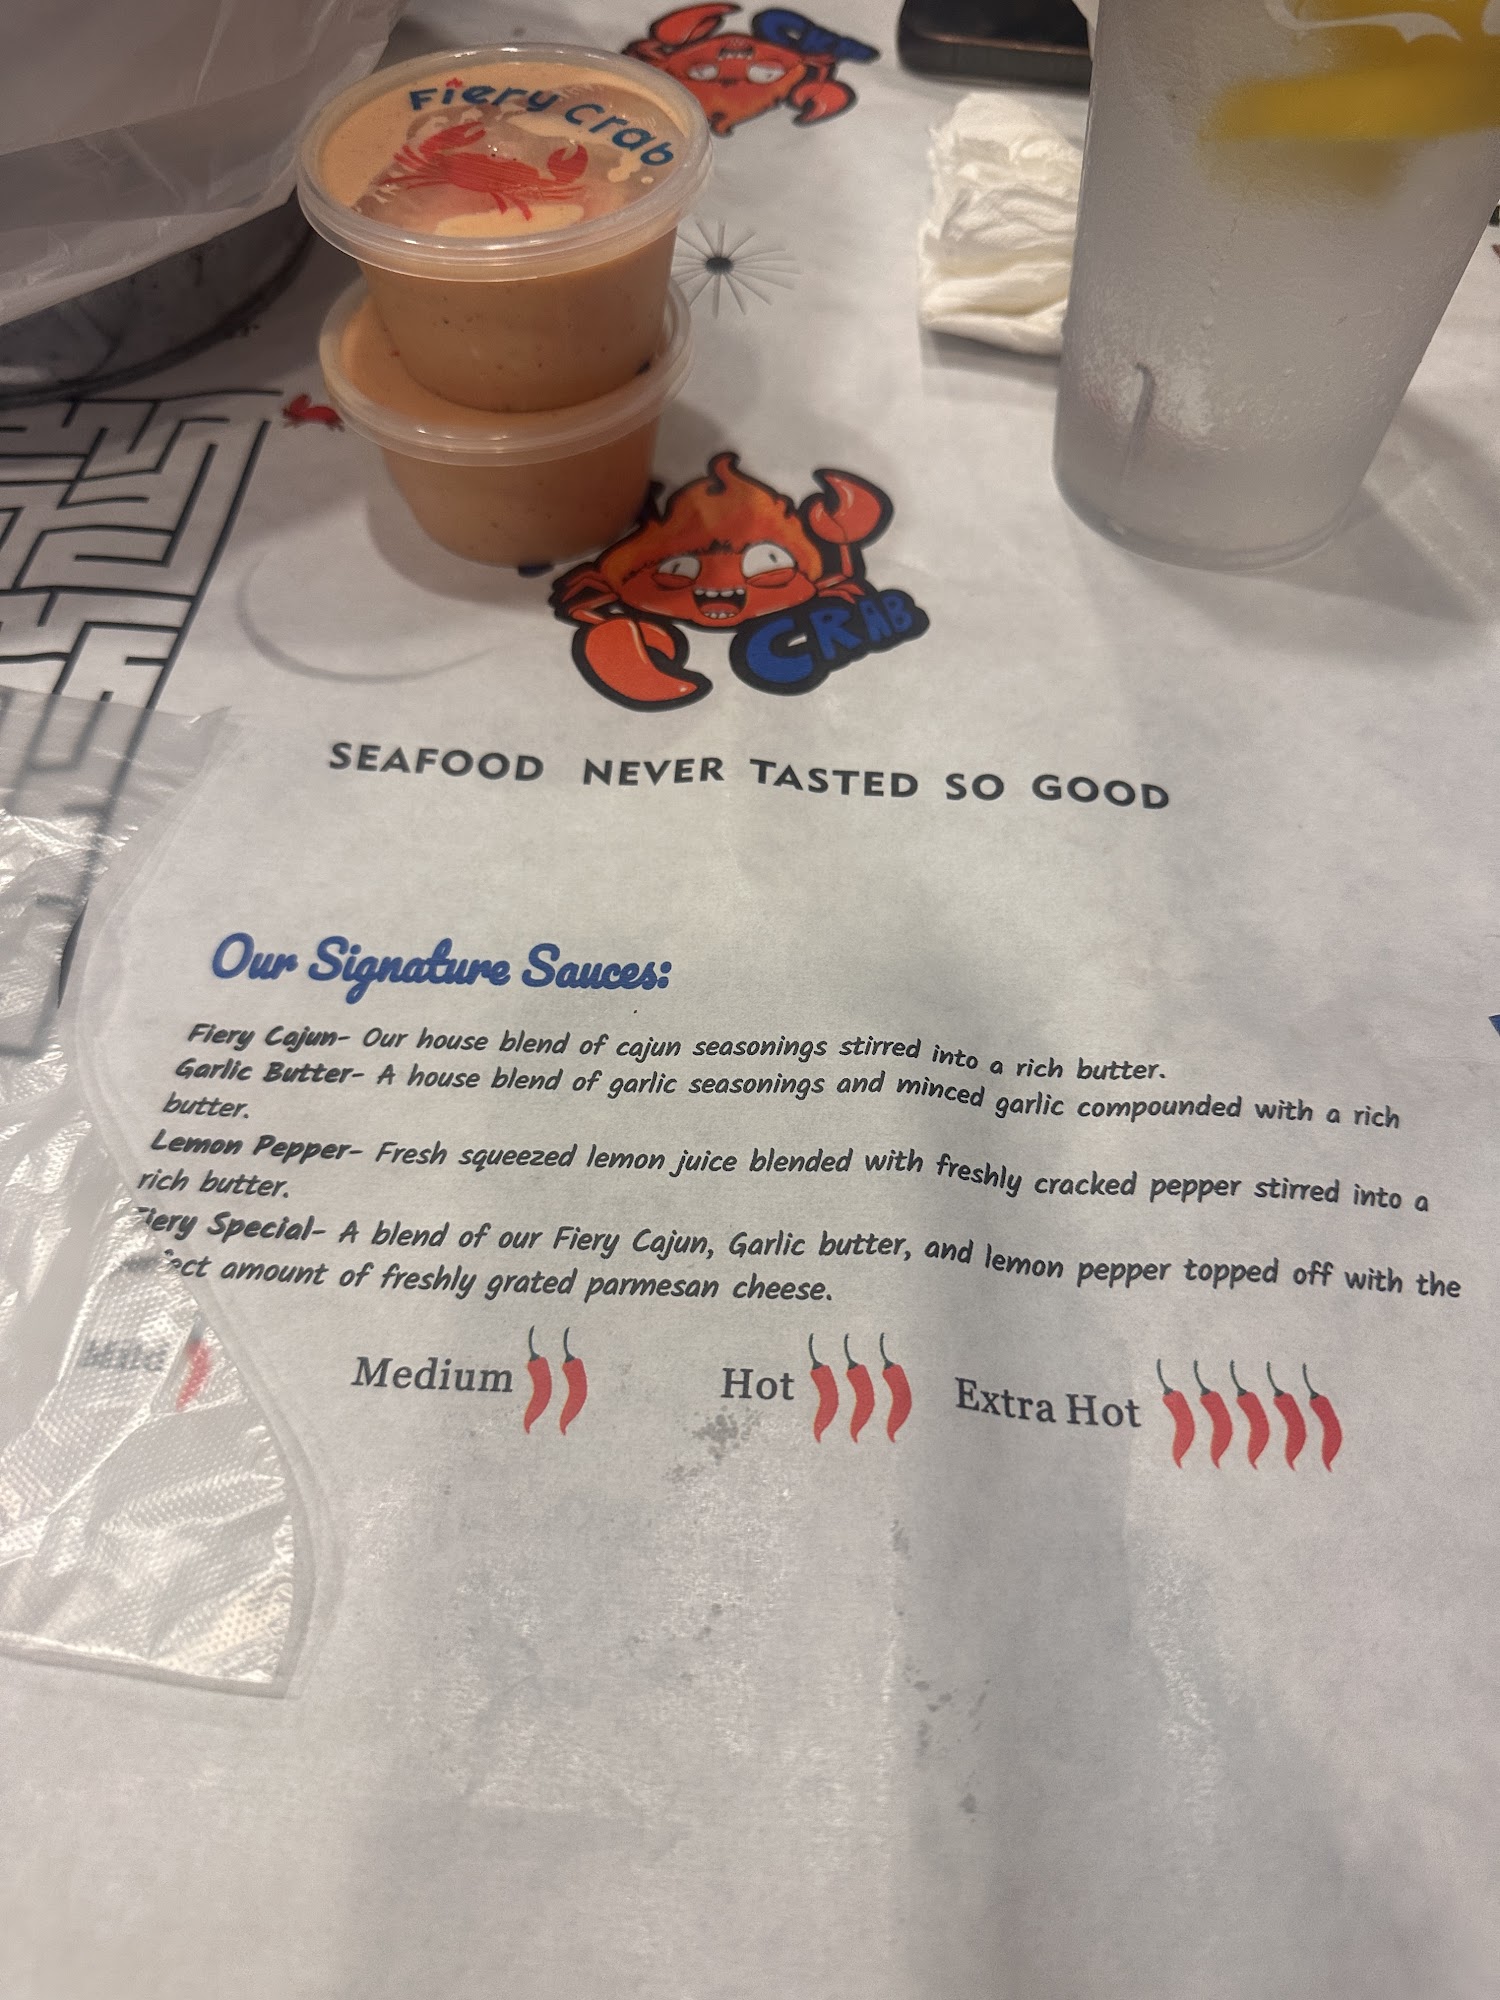 Fiery Crab
CRAB
SEAFOOD NEVER TASTED SO GOOD
Our Signature Sauces:
Fiery Cajun- Our house blend of cajun seasonings stirred into a rich butter.
Garlic Butter- A house blend of garlic seasonings and minced garlic compounded with a rich
butter.
Lemon Pepper- Fresh squeezed lemon juice blended with freshly cracked pepper stirred into a
rich butter.
iery Special- A blend of our Fiery Cajun, Garlic butter, and lemon pepper topped off with the
ect amount of freshly grated parmesan cheese.
Mild Medium Hot Extra Hot